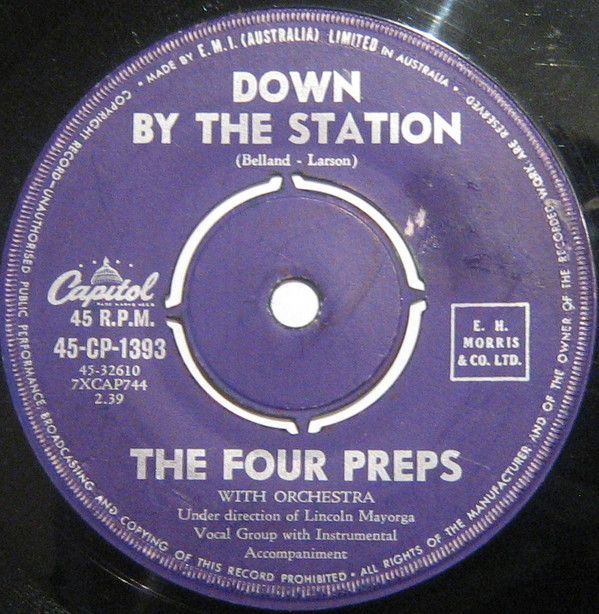 MADE BY E.M.I. (AUSTRALIA) LIMITED IN AUSTRALIA • ALL RIGHTS OF THE MANUFACTURER AND OF THE OWNER OF THE RECORDED WORK ARE RESERVED.
COPYRIGHT RECORD—UNAUTHORISED PUBLIC PERFORMANCE, BROADCASTING AND COPYING OF THIS RECORD PROHIBITED •
DOWN
BY THE STATION
(Belland - Larson)
Capitol
45 R.P.M.
45-CP-1393
45-32610
7XCAP744
2.39
E. H.
MORRIS
& CO. LTD.
THE FOUR PREPS
WITH ORCHESTRA
Under direction of Lincoln Mayorga
Vocal Group with Instrumental
Accompaniment